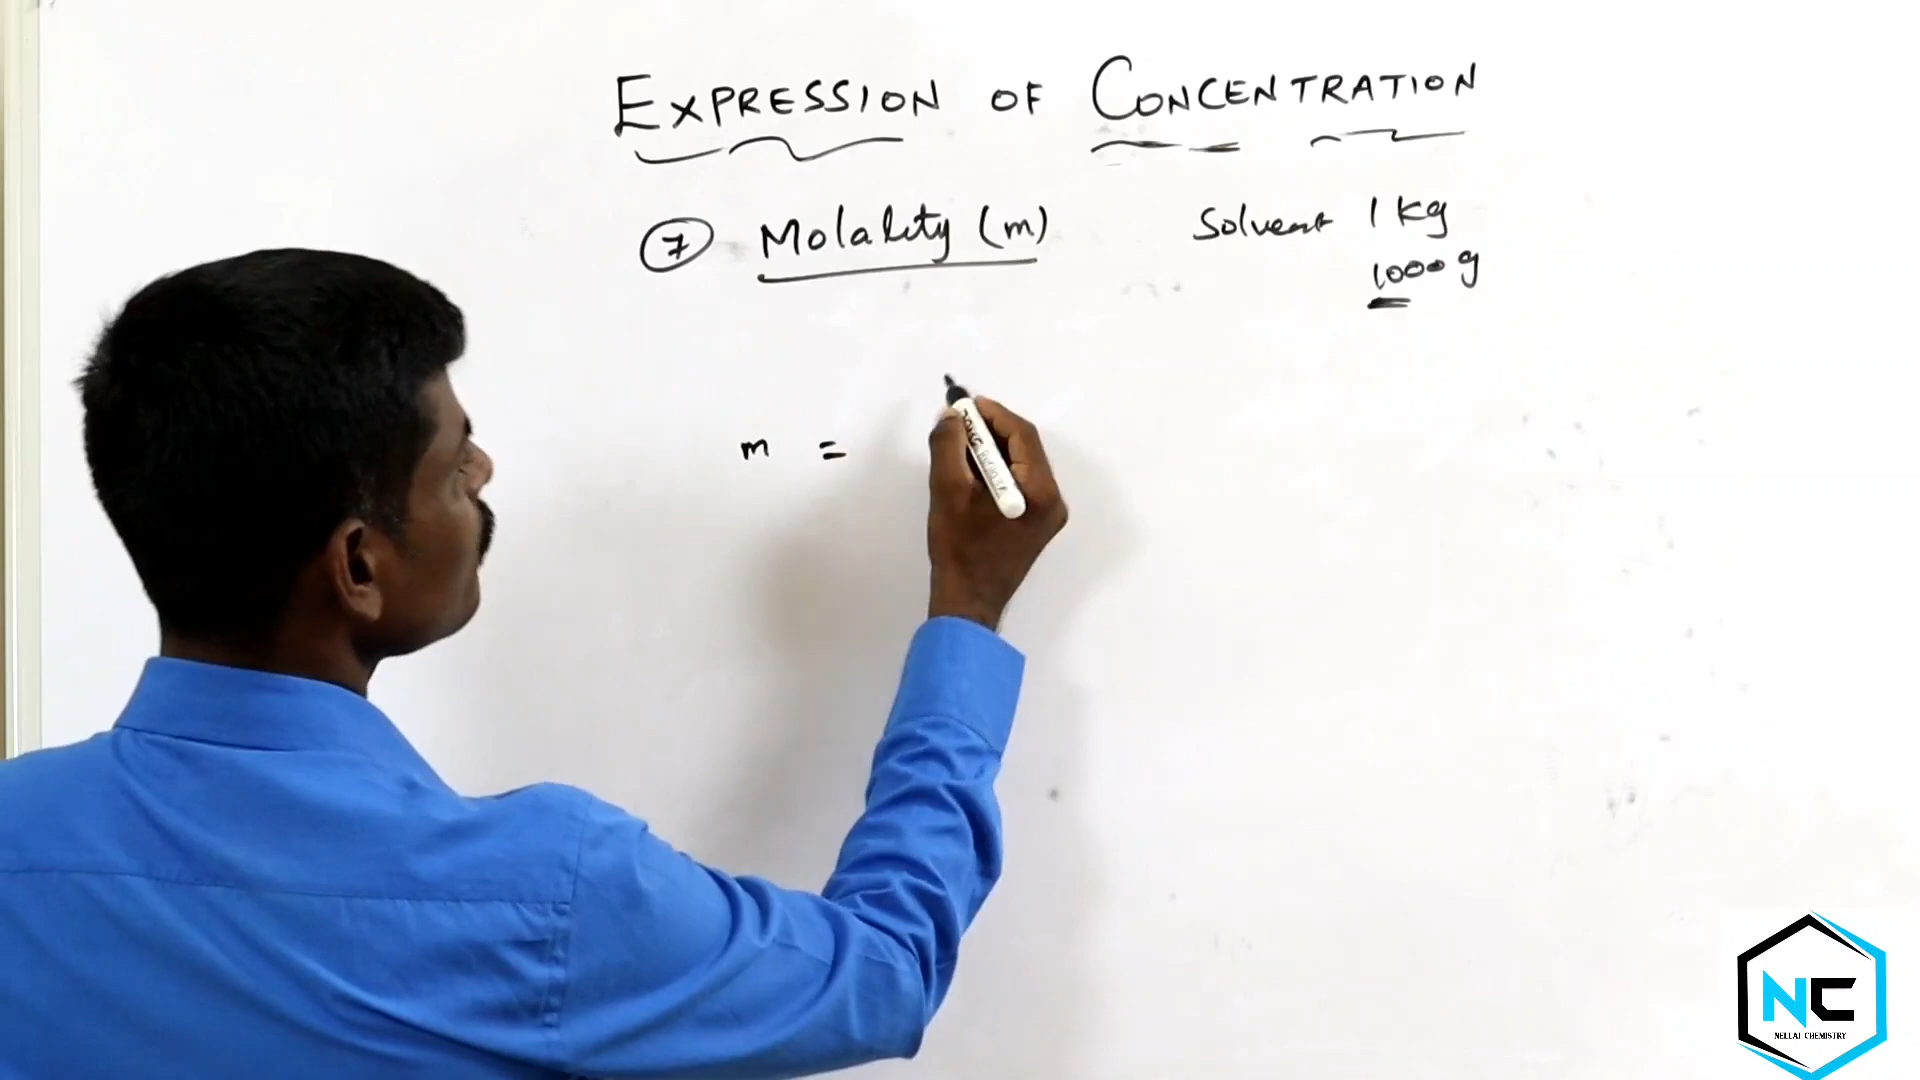 EXPRESSION OF CONCENTRATION
7 Molality (m)
Solvent 1 kg
1000 g
m =
NC
NELLAI CHEMISTRY